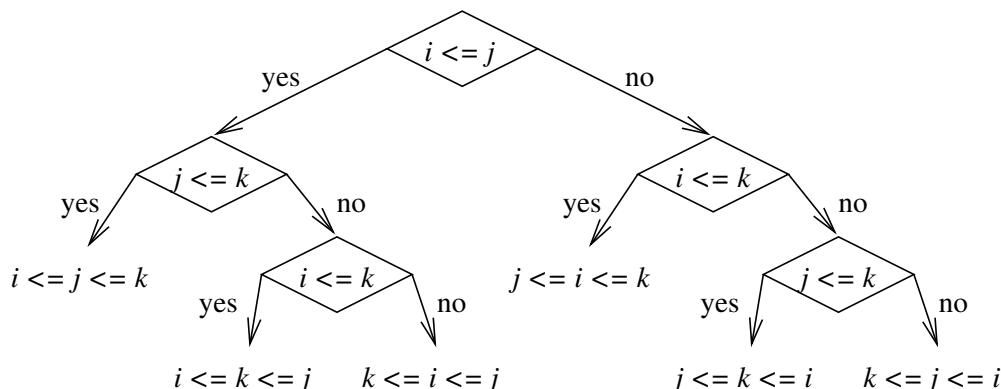 i <= j
yes no
j <= k i <= k
yes no yes no
i <= j <= k i <= k j <= i <= k j <= k
yes no yes no
i <= k <= j k <= i <= j j <= k <= i k <= j <= i